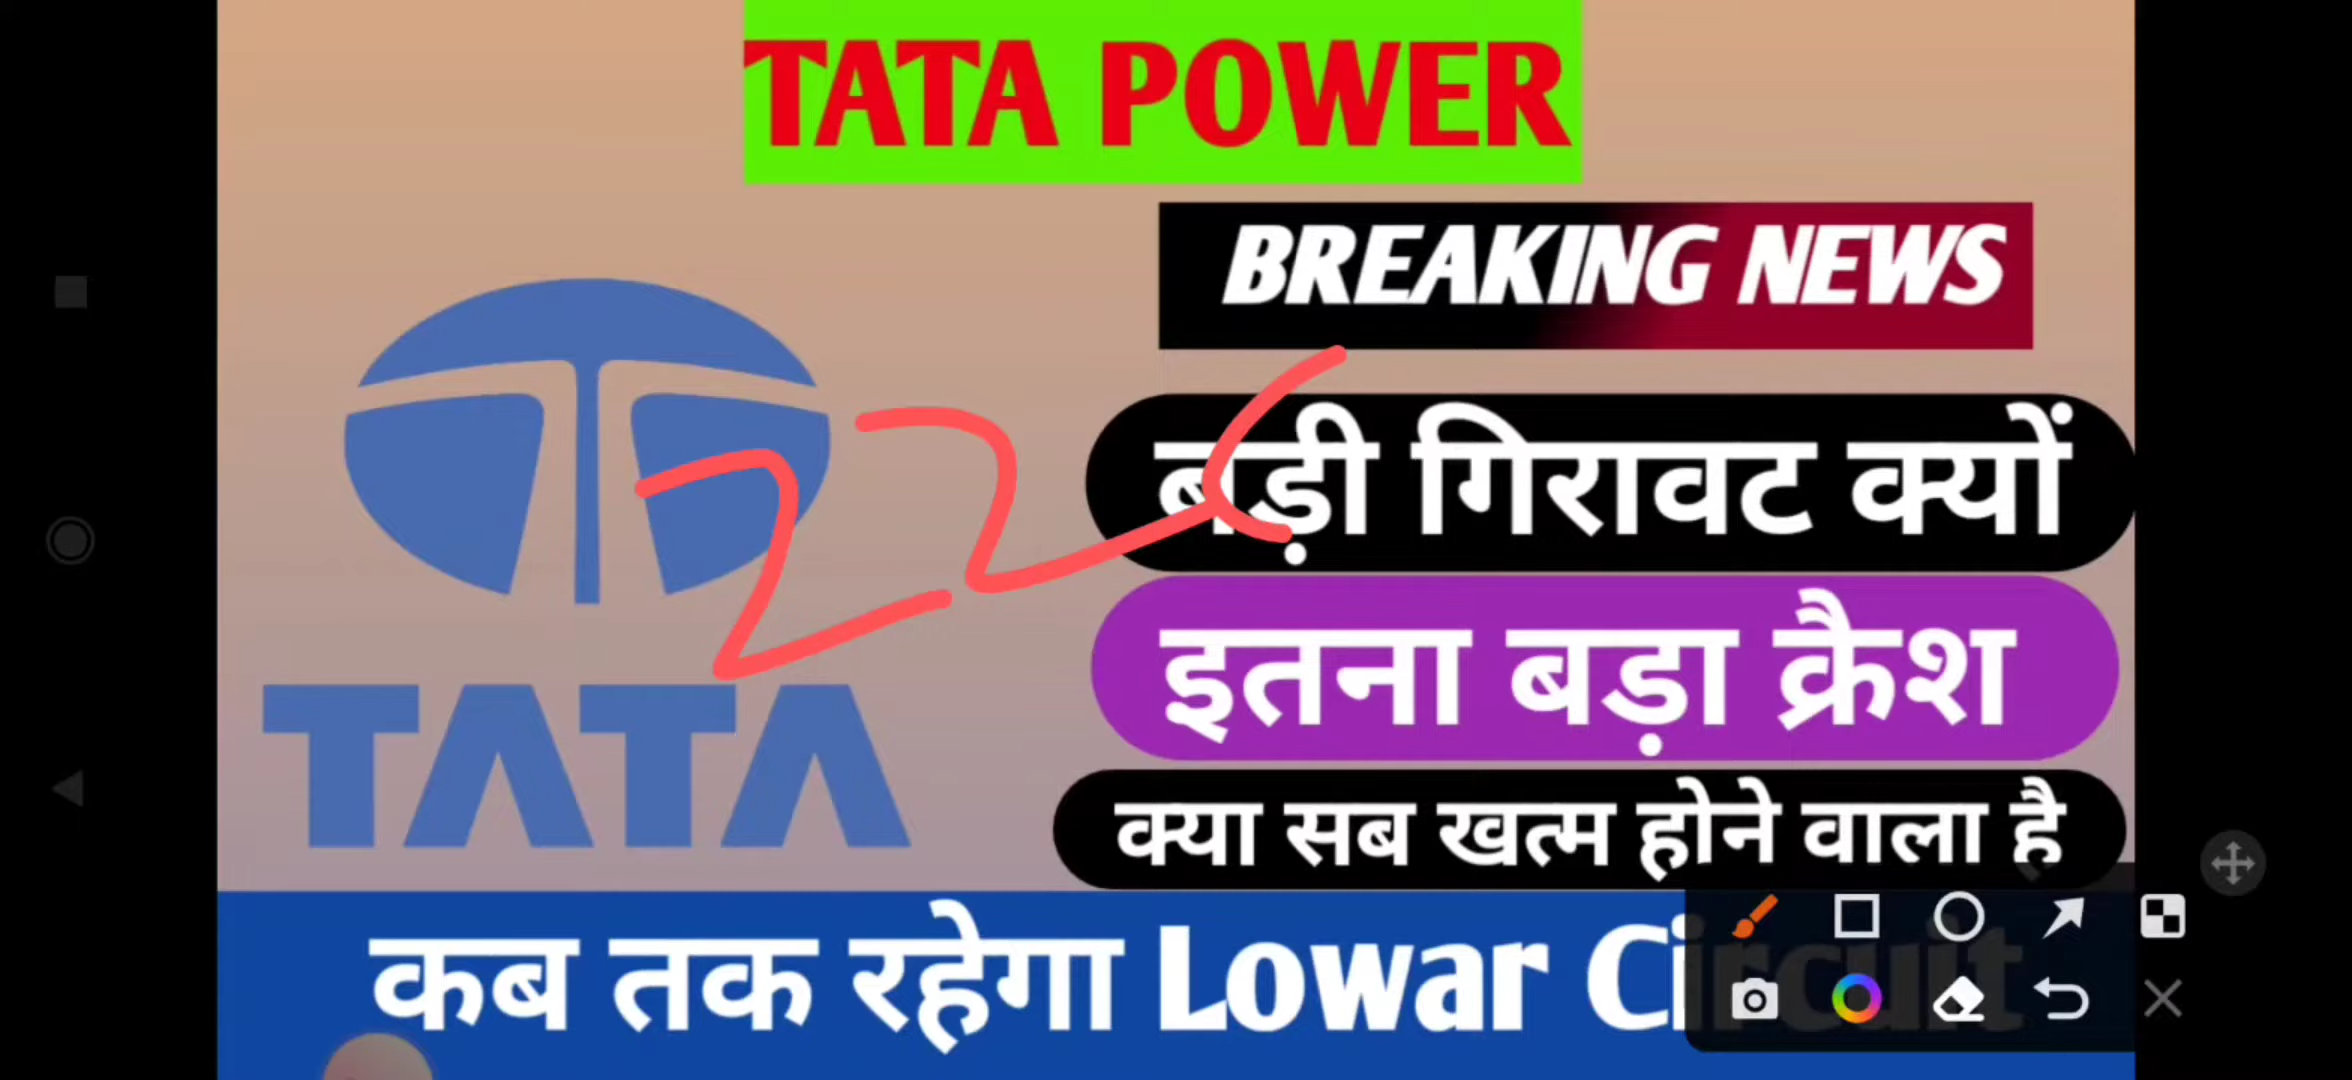 TATA POWER
BREAKING NEWS
बड़ी गिरावट क्यों
इतना बड़ा क्रैश
TATA
क्या सब खत्म होने वाला है
कब तक रहेगा Lowar Circuit